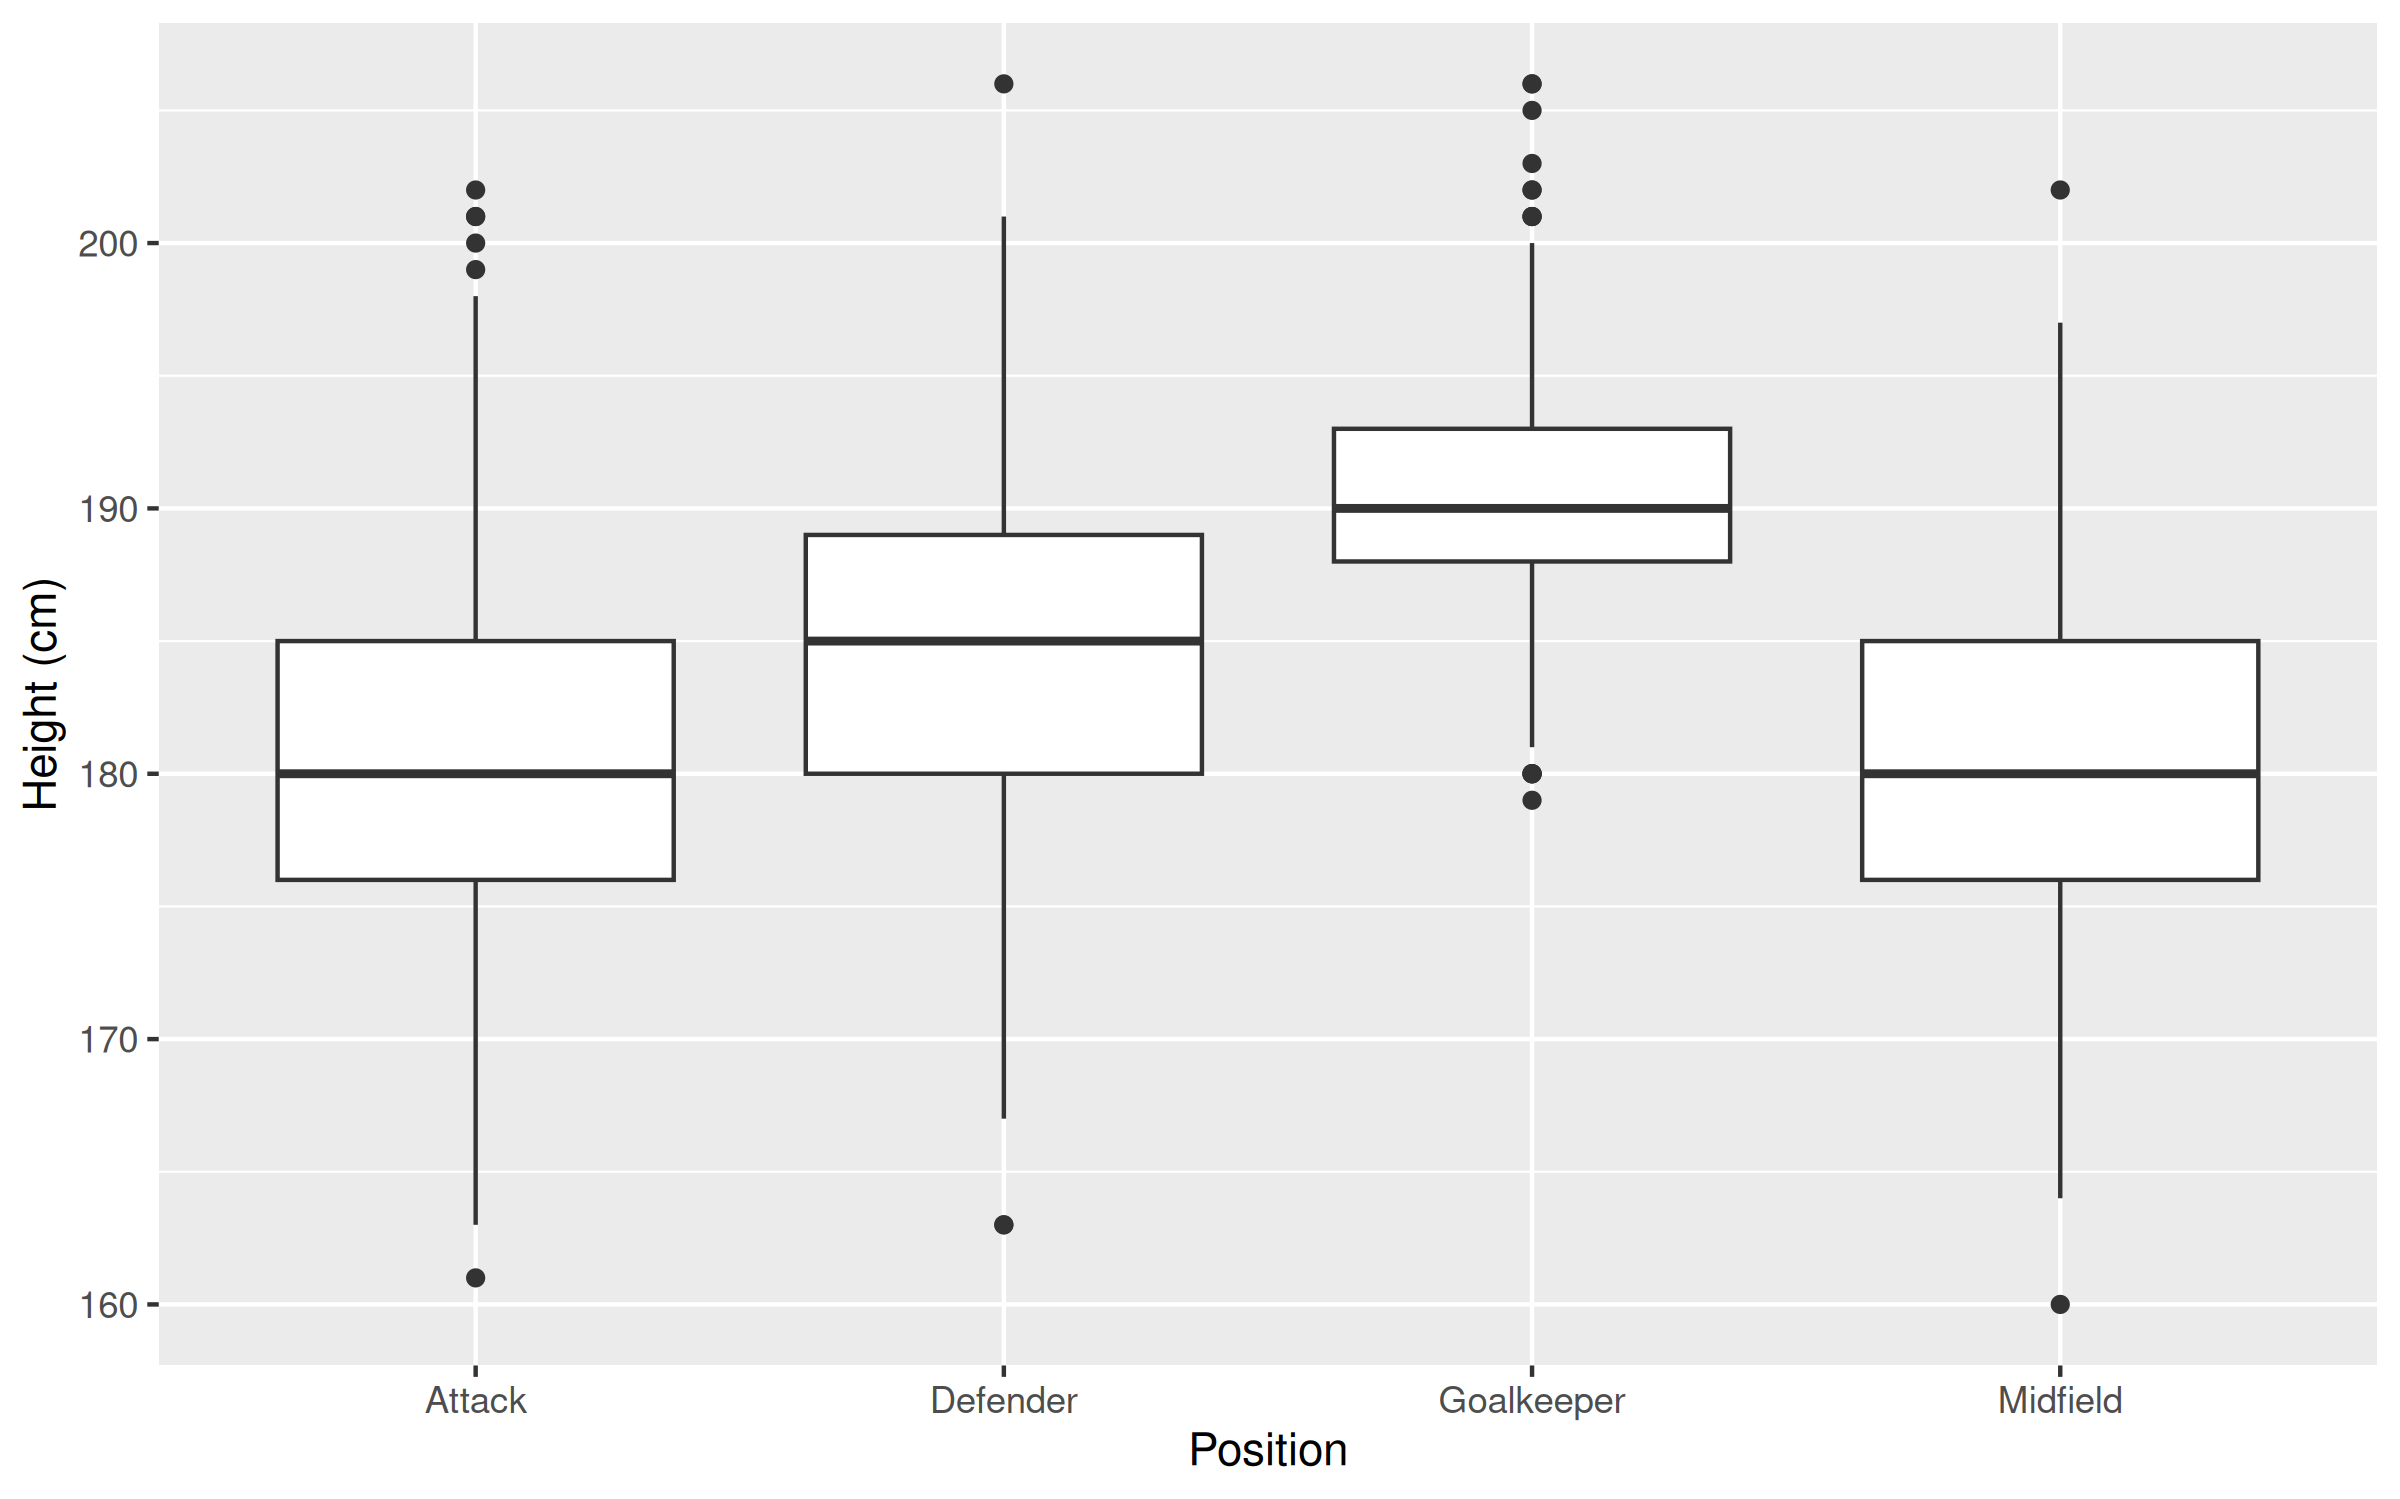 Height (cm)
200
190
180
170
160
Attack Defender Goalkeeper Midfield
Position